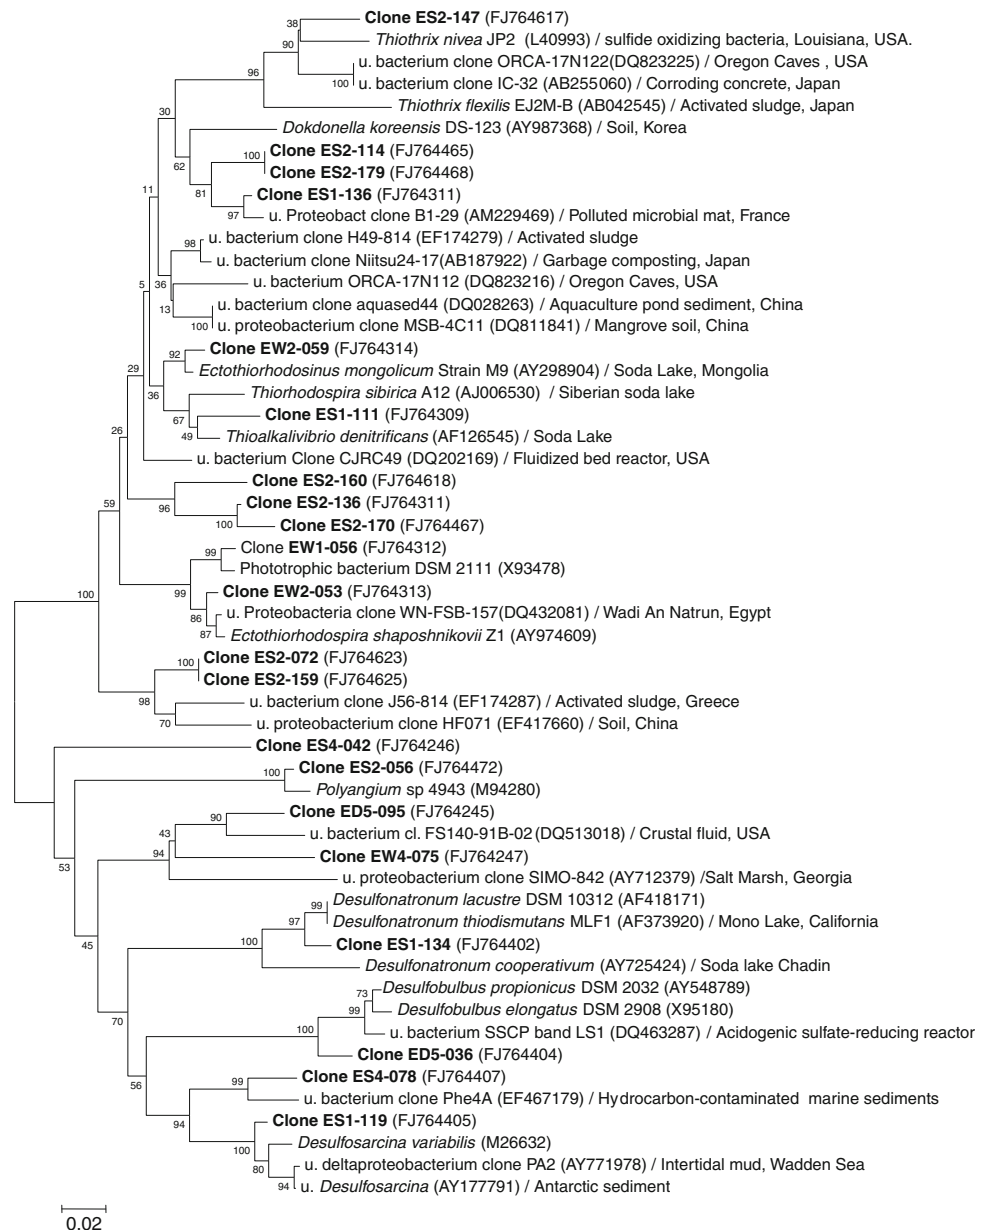 Clone ES2-147 (FJ764617)
38
Thiothrix nivea JP2 (L40993) / sulfide oxidizing bacteria, Louisiana, USA.
90
u. bacterium clone ORCA-17N122(DQ823225) / Oregon Caves , USA
96
100
u. bacterium clone IC-32 (AB255060) / Corroding concrete, Japan
Thiothrix flexilis EJ2M-B (AB042545) / Activated sludge, Japan
30
Dokdonella koreensis DS-123 (AY987368) / Soil, Korea
62
100
Clone ES2-114 (FJ764465)
Clone ES2-179 (FJ764468)
11
81
Clone ES1-136 (FJ764311)
97
u. Proteobact clone B1-29 (AM229469) / Polluted microbial mat, France
98
u. bacterium clone H49-814 (EF174279) / Activated sludge
u. bacterium clone Niitsu24-17(AB187922) / Garbage composting, Japan
5
36
u. bacterium ORCA-17N112 (DQ823216) / Oregon Caves, USA
13
u. bacterium clone aquased44 (DQ028263) / Aquaculture pond sediment, China
100
u. proteobacterium clone MSB-4C11 (DQ811841) / Mangrove soil, China
92
Clone EW2-059 (FJ764314)
29
Ectothiorhodosinus mongolicum Strain M9 (AY298904) / Soda Lake, Mongolia
36
Thiorhodospira sibirica A12 (AJ006530) / Siberian soda lake
67
Clone ES1-111 (FJ764309)
26
49
Thioalkalivibrio denitrificans (AF126545) / Soda Lake
u. bacterium Clone CJRC49 (DQ202169) / Fluidized bed reactor, USA
Clone ES2-160 (FJ764618)
59
96
Clone ES2-136 (FJ764311)
100
Clone ES2-170 (FJ764467)
99
Clone EW1-056 (FJ764312)
Phototrophic bacterium DSM 2111 (X93478)
100
99
Clone EW2-053 (FJ764313)
86
u. Proteobacteria clone WN-FSB-157(DQ432081) / Wadi An Natrun, Egypt
87
Ectothiorhodospira shaposhnikovii Z1 (AY974609)
100
Clone ES2-072 (FJ764623)
Clone ES2-159 (FJ764625)
98
u. bacterium clone J56-814 (EF174287) / Activated sludge, Greece
70
u. proteobacterium clone HF071 (EF417660) / Soil, China
Clone ES4-042 (FJ764246)
100
Clone ES2-056 (FJ764472)
Polyangium sp 4943 (M94280)
90
Clone ED5-095 (FJ764245)
43
u. bacterium cl. FS140-91B-02(DQ513018) / Crustal fluid, USA
53
94
Clone EW4-075 (FJ764247)
u. proteobacterium clone SIMO-842 (AY712379) /Salt Marsh, Georgia
99
Desulfonatronum lacustre DSM 10312 (AF418171)
97
Desulfonatronum thiodismutans MLF1 (AF373920) / Mono Lake, California
45
100
Clone ES1-134 (FJ764402)
Desulfonatronum cooperativum (AY725424) / Soda lake Chadin
73
Desulfobulbus propionicus DSM 2032 (AY548789)
99
Desulfobulbus elongatus DSM 2908 (X95180)
70
100
u. bacterium SSCP band LS1 (DQ463287) / Acidogenic sulfate-reducing reactor
Clone ED5-036 (FJ764404)
56
99
Clone ES4-078 (FJ764407)
u. bacterium clone Phe4A (EF467179) / Hydrocarbon-contaminated marine sediments
94
Clone ES1-119 (FJ764405)
100
Desulfosarcina variabilis (M26632)
80
u. deltaproteobacterium clone PA2 (AY771978) / Intertidal mud, Wadden Sea
94
u. Desulfosarcina (AY177791) / Antarctic sediment
0.02